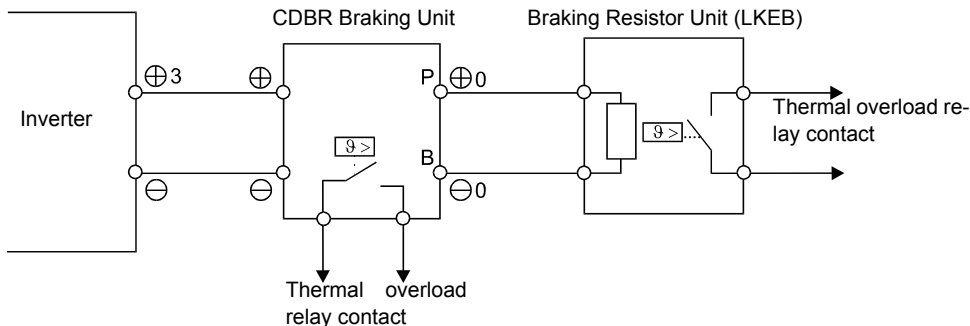 CDBR Braking Unit
Braking Resistor Unit (LKEB)
⊕3
⊕
P
⊕0
Inverter
Thermal overload re-
lay contact
ϑ >
ϑ >
B
⊖
⊖
⊖0
Thermal overload
relay contact